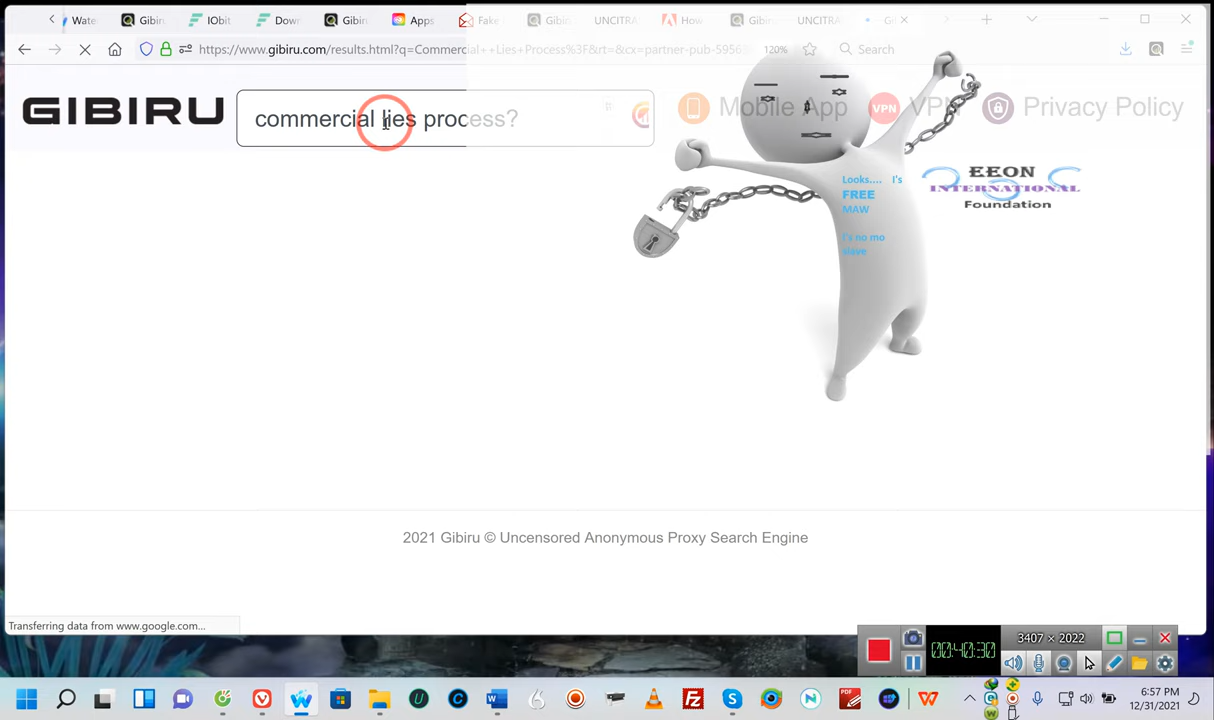 Wate
Gibiru
IObit
Down
Gibiru
Apps
Fake
Gibiru
UNCITRA
How
Gibiru
UNCITRA
Gi
https://www.gibiru.com/results.html?q=Commercial++Lies+Process%3F&rt=&cx=partner-pub-5956
120%
Search
GIBIRU
commercial lies process?
Mobile App
VPN
VPN
Privacy Policy
Looks.... I's
FREE
MAW
I's no mo
slave
EEON
INTERNATIONAL
Foundation
2021 Gibiru © Uncensored Anonymous Proxy Search Engine
Transferring data from www.google.com...
00:40:30
3407 × 2022
PDF
6:57 PM
12/31/2021